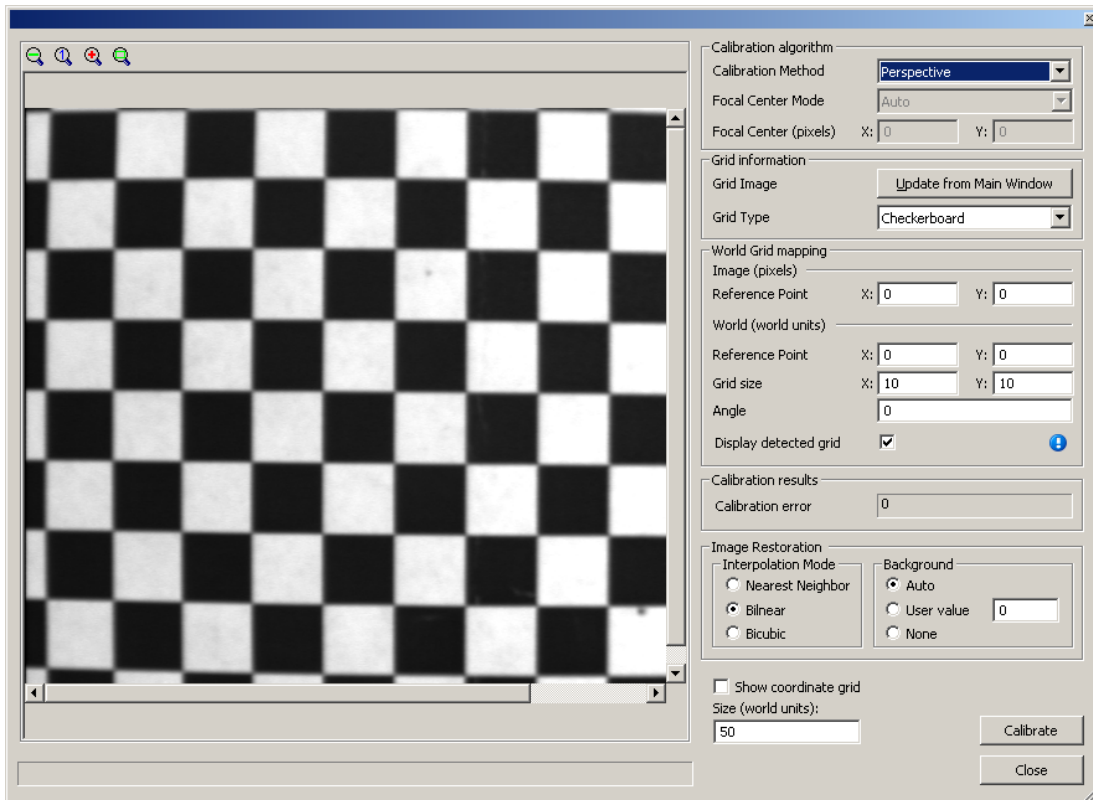 1
Calibration algorithm
Calibration Method
Perspective
Focal Center Mode
Auto
Focal Center (pixels) X: 0 Y: 0
Grid information
Grid Image
Update from Main Window
Grid Type
Checkerboard
World Grid mapping
Image (pixels)
Reference Point X: 0 Y: 0
World (world units)
Reference Point X: 0 Y: 0
Grid size X: 10 Y: 10
Angle 0
Display detected grid
Calibration results
Calibration error 0
Image Restoration
Interpolation Mode
Nearest Neighbor
Bilnear
Bicubic
Background
Auto
User value 0
None
Show coordinate grid
Size (world units):
50
Calibrate
Close